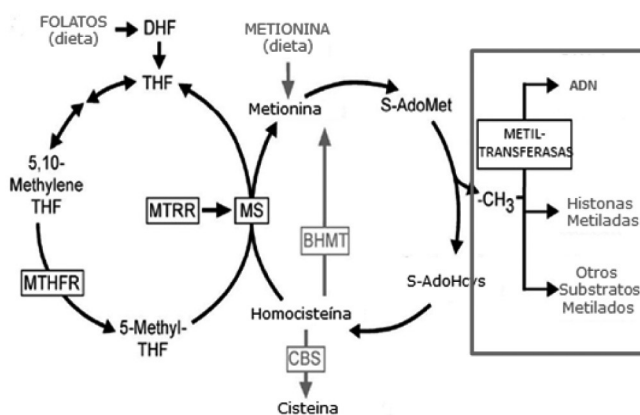 FOLATOS
(dieta)
DHF
THF
5,10-
Methylene
THF
MTHFR
5-Methyl-
THF
MTRR
MS
METIONINA
(dieta)
Metionina
S-AdoMet
BHMT
S-AdoHcys
Homocisteína
CBS
Cisteina
-CH3
METIL-
TRANSFERASAS
ADN
Histonas
Metiladas
Otros
Substratos
Metilados